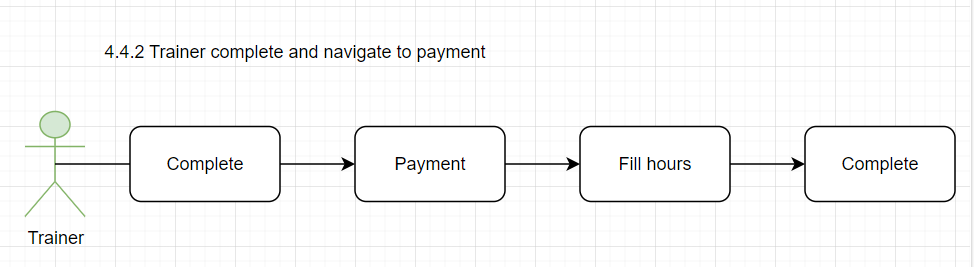 4.4.2 Trainer complete and navigate to payment
Complete
Payment
Fill hours
Complete
Trainer